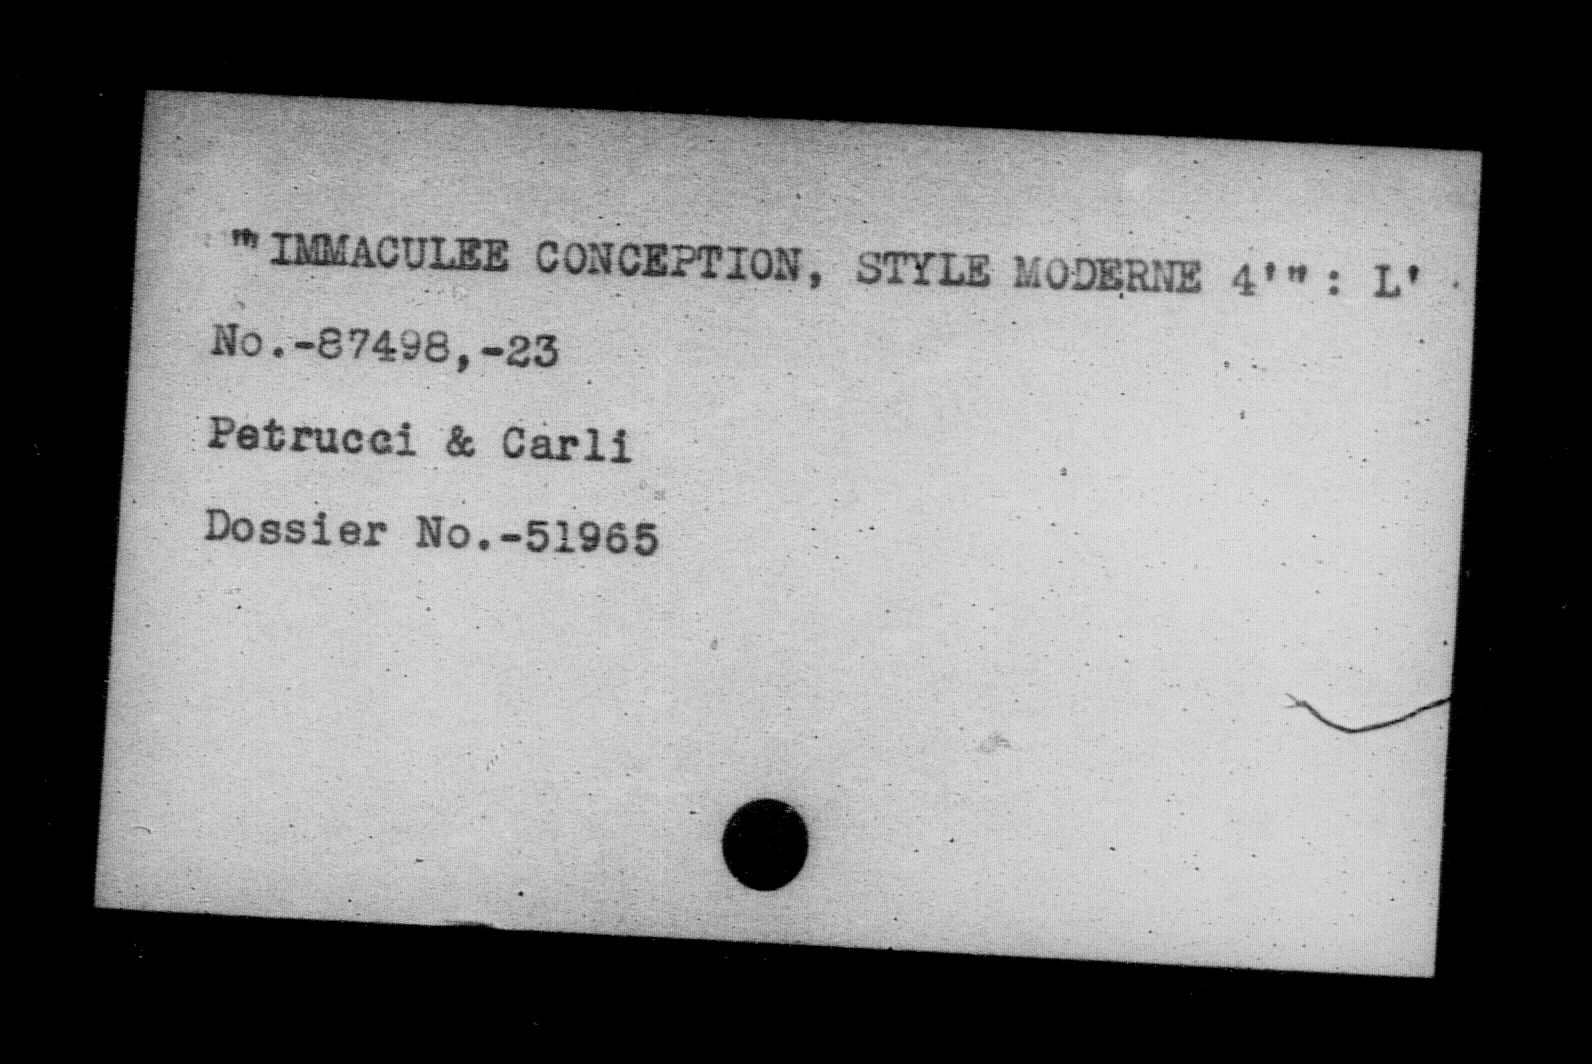 "IMMACULEE CONCEPTION, STYLE MODERNE 4'": L'
No.-87498,-23
Petrucci & Carli
Dossier No.-51965